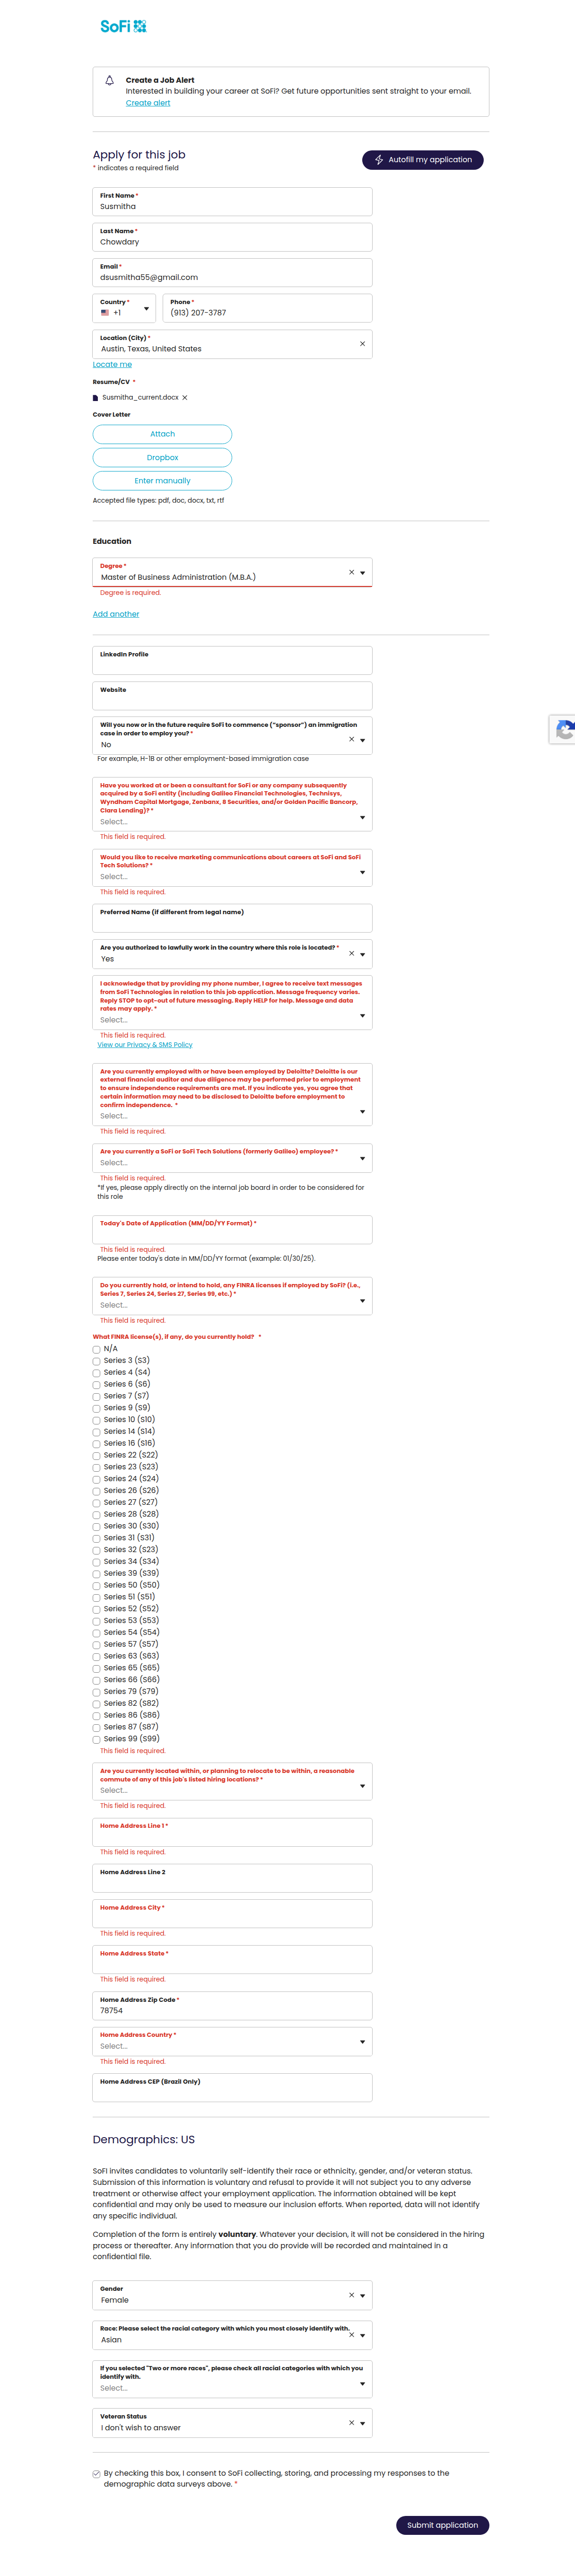 SoFi
Create a Job Alert
Interested in building your career at SoFi? Get future opportunities sent straight to your email.
Create alert
Apply for this job
* indicates a required field
Autofill my application
First Name *
Susmitha
Last Name *
Chowdary
Email *
dsusmitha55@gmail.com
Country *
+1
Phone *
(913) 207-3787
Location (City) *
Austin, Texas, United States
Locate me
Resume/CV *
Susmitha_current.docx
Cover Letter
Attach
Dropbox
Enter manually
Accepted file types: pdf, doc, docx, txt, rtf
Education
Degree *
Master of Business Administration (M.B.A.)
Degree is required.
Add another
LinkedIn Profile
Website
Will you now or in the future require SoFi to commence ("sponsor") an immigration
case in order to employ you? *
No
For example, H-1B or other employment-based immigration case
Have you worked at or been a consultant for SoFi or any company subsequently
acquired by a SoFi entity (including Galileo Financial Technologies, Technisys,
Wyndham Capital Mortgage, Zenbanx, 8 Securities, and/or Golden Pacific Bancorp,
Clara Lending)? *
Select...
This field is required.
Would you like to receive marketing communications about careers at SoFi and SoFi
Tech Solutions? *
Select...
This field is required.
Preferred Name (if different from legal name)
Are you authorized to lawfully work in the country where this role is located? *
Yes
I acknowledge that by providing my phone number, I agree to receive text messages
from SoFi Technologies in relation to this job application. Message frequency varies.
Reply STOP to opt-out of future messaging. Reply HELP for help. Message and data
rates may apply. *
Select...
This field is required.
View our Privacy & SMS Policy
Are you currently employed with or have been employed by Deloitte? Deloitte is our
external financial auditor and due diligence may be performed prior to employment
to ensure independence requirements are met. If you indicate yes, you agree that
certain information may need to be disclosed to Deloitte before employment to
confirm independence. *
Select...
This field is required.
Are you currently a SoFi or SoFi Tech Solutions (formerly Galileo) employee? *
Select...
This field is required.
*If yes, please apply directly on the internal job board in order to be considered for
this role
Today's Date of Application (MM/DD/YY Format) *
This field is required.
Please enter today's date in MM/DD/YY format (example: 01/30/25).
Do you currently hold, or intend to hold, any FINRA licenses if employed by SoFi? (i.e.,
Series 7, Series 24, Series 27, Series 99, etc.) *
Select...
This field is required.
What FINRA license(s), if any, do you currently hold? *
N/A
Series 3 (S3)
Series 4 (S4)
Series 6 (S6)
Series 7 (S7)
Series 9 (S9)
Series 10 (S10)
Series 14 (S14)
Series 16 (S16)
Series 22 (S22)
Series 23 (S23)
Series 24 (S24)
Series 26 (S26)
Series 27 (S27)
Series 28 (S28)
Series 30 (S30)
Series 31 (S31)
Series 32 (S23)
Series 34 (S34)
Series 39 (S39)
Series 50 (S50)
Series 51 (S51)
Series 52 (S52)
Series 53 (S53)
Series 54 (S54)
Series 57 (S57)
Series 63 (S63)
Series 65 (S65)
Series 66 (S66)
Series 79 (S79)
Series 82 (S82)
Series 86 (S86)
Series 87 (S87)
Series 99 (S99)
This field is required.
Are you currently located within, or planning to relocate to be within, a reasonable
commute of any of this job's listed hiring locations? *
Select...
This field is required.
Home Address Line 1 *
This field is required.
Home Address Line 2
Home Address City *
This field is required.
Home Address State *
This field is required.
Home Address Zip Code *
78754
Home Address Country *
Select...
This field is required.
Home Address CEP (Brazil Only)
Demographics: US
SoFi invites candidates to voluntarily self-identify their race or ethnicity, gender, and/or veteran status.
Submission of this information is voluntary and refusal to provide it will not subject you to any adverse
treatment or otherwise affect your employment application. The information obtained will be kept
confidential and may only be used to measure our inclusion efforts. When reported, data will not identify
any specific individual.
Completion of the form is entirely voluntary. Whatever your decision, it will not be considered in the hiring
process or thereafter. Any information that you do provide will be recorded and maintained in a
confidential file.
Gender
Female
Race: Please select the racial category with which you most closely identify with.
Asian
If you selected "Two or more races", please check all racial categories with which you
identify with.
Select...
Veteran Status
I don't wish to answer
By checking this box, I consent to SoFi collecting, storing, and processing my responses to the
demographic data surveys above. *
Submit application